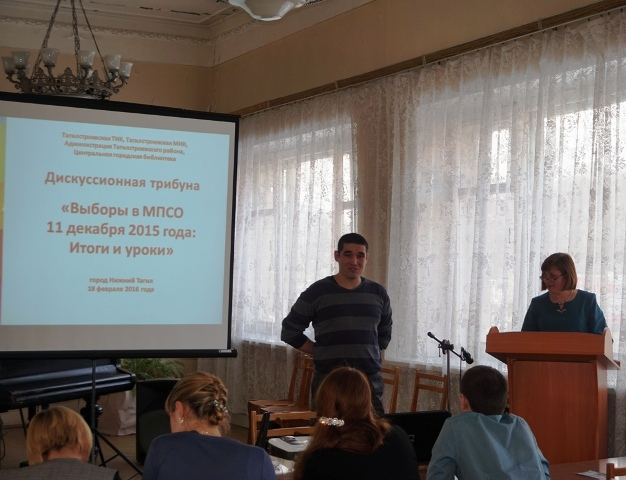 Тагилстроевская ТИК, Тагилстроевская МИК,
Администрация Тагилстроевского района,
Центральная городская библиотека
Дискуссионная трибуна
«Выборы в МПСО
11 декабря 2015 года:
Итоги и уроки»
город Нижний Тагил
18 февраля 2016 года